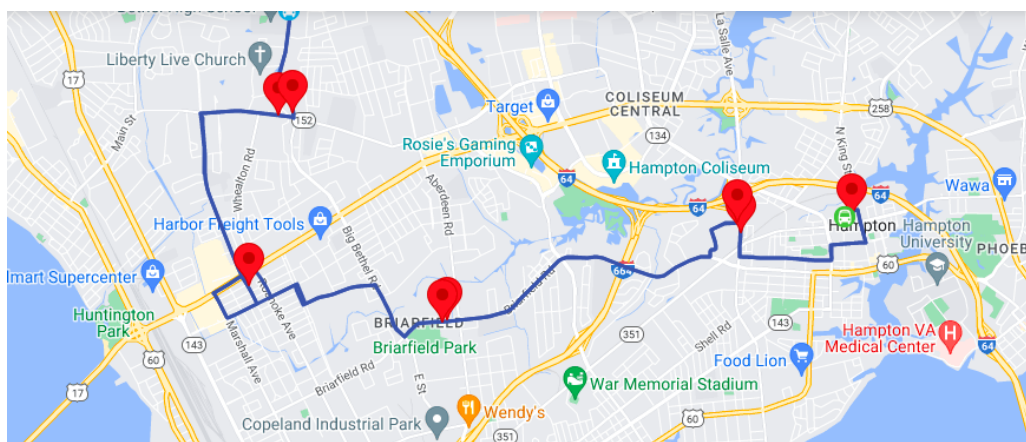 Liberty Live Church
17
152
Main St
Whealton Rd
Target
COLISEUM
CENTRAL
La Salle Ave
258
134
N King St
Rosie's Gaming
Emporium
64
Hampton Coliseum
64
64
Wawa
Aberdeen Rd
Harbor Freight Tools
Big Bethel Rd
Hampton
Hampton
University
PHOEB
lmart Supercenter
Roanoke Ave
Briarfield Rd
664
60
Huntington
Park
Marshall Ave
BRIARFIELD
Briarfield Park
143
351
Shell Rd
143
Hampton VA
Medical Center
60
Briarfield Rd
E St
Food Lion
64
17
War Memorial Stadium
Wendy's
Copeland Industrial Park
351
60